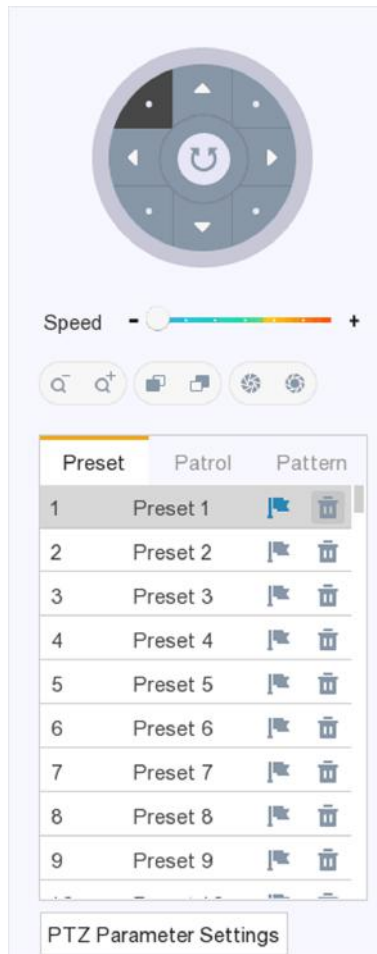 Speed - +
Preset Patrol Pattern
1 Preset 1
2 Preset 2
3 Preset 3
4 Preset 4
5 Preset 5
6 Preset 6
7 Preset 7
8 Preset 8
9 Preset 9
PTZ Parameter Settings